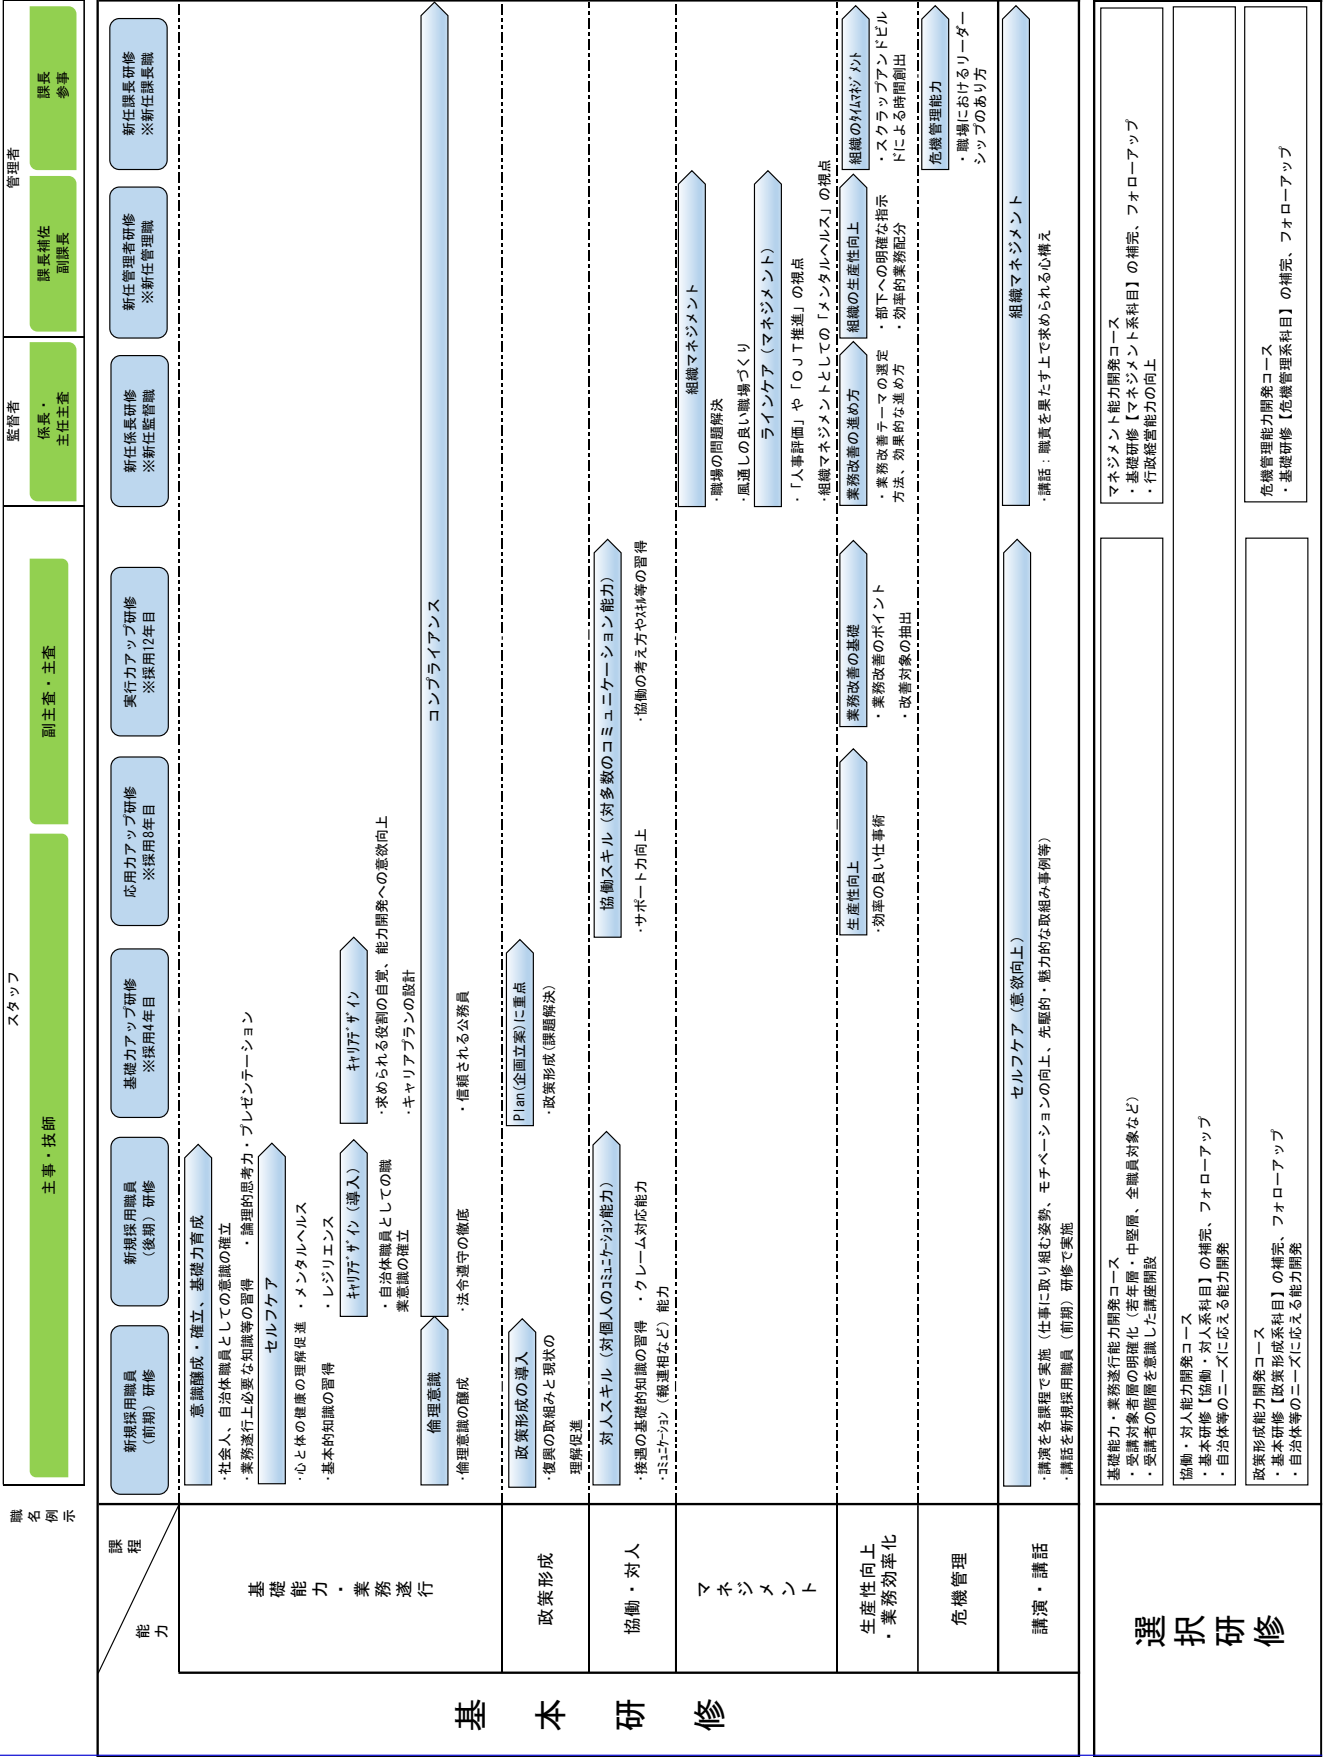 職名例示
スタッフ
監督者
管理者
主事・技師
副主査・主査
係長・
主任主査
課長補佐
副課長
課長
参事
課程
能力
新規採用職員
（前期）研修
新規採用職員
（後期）研修
基礎力アップ研修
※採用4年目
応用力アップ研修
※採用8年目
実行力アップ研修
※採用12年目
新任係長研修
※新任監督職
新任管理者研修
※新任管理職
新任課長研修
※新任課長職
基本研修
基礎能力・業務遂行
意識醸成・確立、基礎力育成
・社会人、自治体職員としての意識の確立
・業務遂行上必要な知識等の習得　・論理的思考力・プレゼンテーション
セルフケア
・心と体の健康の理解促進　・メンタルヘルス
・基本的知識の習得　・レジリエンス
ｷｬﾘｱﾃﾞｻﾞｲﾝ（導入）
・自治体職員としての職
業意識の確立
ｷｬﾘｱﾃﾞｻﾞｲﾝ
・求められる役割の自覚、能力開発への意欲向上
・キャリアプランの設計
倫理意識
・倫理意識の醸成
コンプライアンス
・法令遵守の徹底
・信頼される公務員
政策形成
政策形成の導入
・復興の取組みと現状の
理解促進
Plan(企画立案)に重点
・政策形成(課題解決)
協働・対人
対人スキル（対個人のｺﾐｭﾆｹｰｼｮﾝ能力）
・接遇の基礎的知識の習得　・クレーム対応能力
・ｺﾐｭﾆｹｰｼｮﾝ（報連相など）能力
協働スキル（対多数のコミュニケーション能力）
・サポート力向上
・協働の考え方やｽｷﾙ等の習得
マネジメント
組織マネジメント
・職場の問題解決
・風通しの良い職場づくり
ラインケア（マネジメント）
・「人事評価」や「ＯＪＴ推進」の視点
・組織マネジメントとしての「メンタルヘルス」の視点
生産性向上
・業務効率化
生産性向上
・効率の良い仕事術
業務改善の基礎
・業務改善のポイント
・改善対象の抽出
業務改善の進め方
・業務改善テーマの選定
方法、効果的な進め方
組織の生産性向上
・部下への明確な指示
・効率的業務配分
組織のﾀｲﾑﾏﾈｼﾞﾒﾝﾄ
・スクラップアンドビル
ドによる時間創出
危機管理
危機管理能力
・職場におけるリーダー
シップのあり方
講演・講話
セルフケア（意欲向上）
・講演を各課程で実施（仕事に取り組む姿勢、モチベーションの向上、先駆的・魅力的な取組み事例等）
・講話を新規採用職員（前期）研修で実施
組織マネジメント
・講話：職責を果たす上で求められる心構え
選択研修
基礎能力・業務遂行能力開発コース
・受講対象者層の明確化（若年層・中堅層、全職員対象など）
・受講者の階層を意識した講座開設
マネジメント能力開発コース
・基礎研修【マネジメント系科目】の補完、フォローアップ
・行政経営能力の向上
協働・対人能力開発コース
・基本研修【協働・対人系科目】の補完、フォローアップ
・自治体等のニーズに応える能力開発
政策形成能力開発コース
・基本研修【政策形成系科目】の補完、フォローアップ
・自治体等のニーズに応える能力開発
危機管理能力開発コース
・基礎研修【危機管理系科目】の補完、フォローアップ